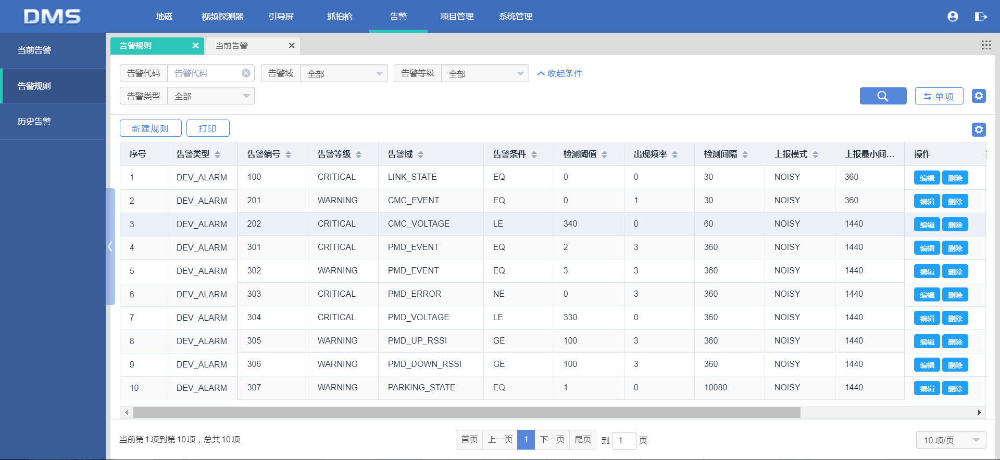 DMS 地磁 视频探测器 引导屏 抓拍枪 告警 项目管理 系统管理
当前告警
告警规则
历史告警
告警规则 当前告警
告警代码 告警代码 告警域 全部 告警等级 全部 收起条件
告警类型 全部 单项
新建规则 打印
序号 告警类型 告警编号 告警等级 告警域 告警条件 检测阈值 出现频率 检测间隔 上报模式 上报最小间... 操作
1 DEV_ALARM 100 CRITICAL LINK_STATE EQ 0 0 30 NOISY 360 编辑 删除
2 DEV_ALARM 201 WARNING CMC_EVENT EQ 0 1 30 NOISY 360 编辑 删除
3 DEV_ALARM 202 CRITICAL CMC_VOLTAGE LE 340 0 60 NOISY 1440 编辑 删除
4 DEV_ALARM 301 CRITICAL PMD_EVENT EQ 2 3 360 NOISY 1440 编辑 删除
5 DEV_ALARM 302 WARNING PMD_EVENT EQ 3 3 360 NOISY 1440 编辑 删除
6 DEV_ALARM 303 CRITICAL PMD_ERROR NE 0 3 360 NOISY 1440 编辑 删除
7 DEV_ALARM 304 CRITICAL PMD_VOLTAGE LE 330 0 360 NOISY 1440 编辑 删除
8 DEV_ALARM 305 WARNING PMD_UP_RSSI GE 100 3 360 NOISY 1440 编辑 删除
9 DEV_ALARM 306 WARNING PMD_DOWN_RSSI GE 100 3 360 NOISY 1440 编辑 删除
10 DEV_ALARM 307 WARNING PARKING_STATE EQ 1 0 10080 NOISY 1440 编辑 删除
当前第1项到第10项，总共10项 首页 上一页 1 下一页 尾页 到 1 页 10 项/页